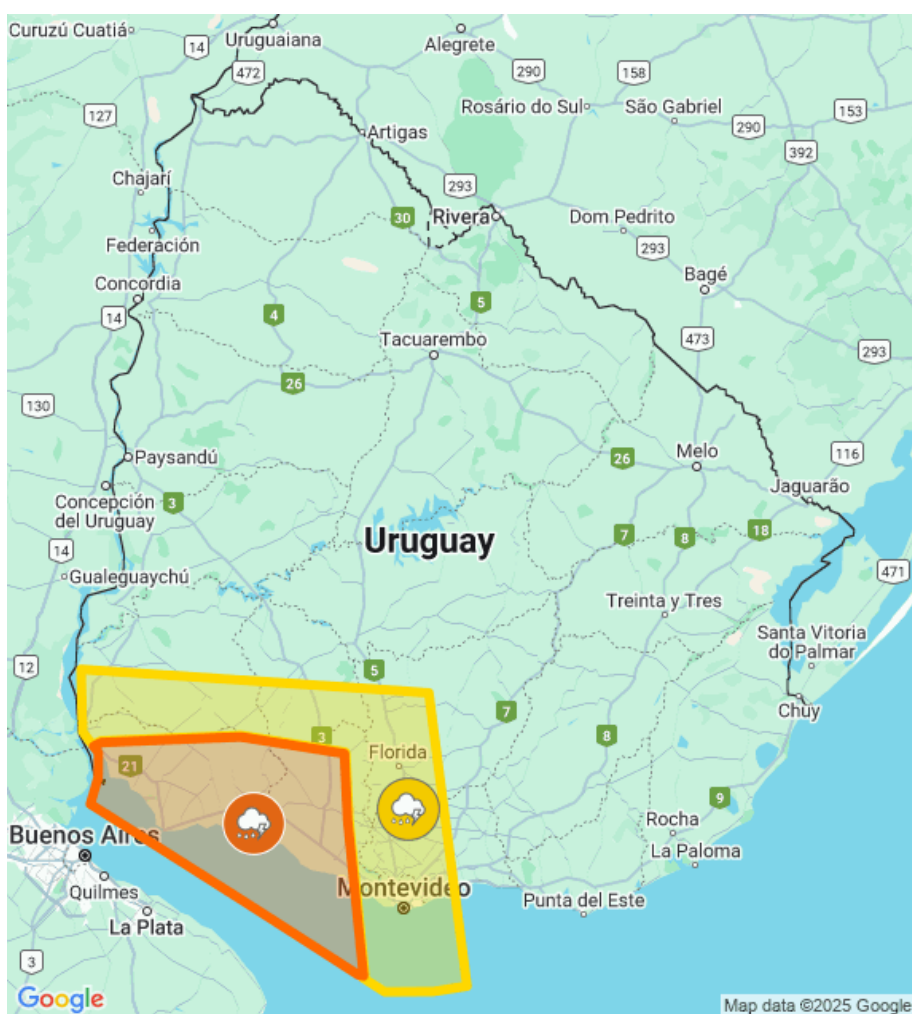 Curuzú Cuatiá
14
Uruguaiana
Alegrete
472
290
158
Rosário do Sul
São Gabriel
153
127
Artigas
290
392
Chajarí
293
30
Rivera
Dom Pedrito
Federación
293
Bagé
Concordia
14
4
5
473
Tacuarembo
293
26
130
Melo
116
Paysandú
26
Jaguarão
Concepción
del Uruguay
3
Uruguay
7
8
18
14
Gualeguaychú
471
Treinta y Tres
Santa Vitoria
do Palmar
12
5
Chuy
7
3
8
Florida
21
9
Rocha
Buenos Aires
La Paloma
Quilmes
Montevideo
Punta del Este
La Plata
3
Google
Map data ©2025 Google